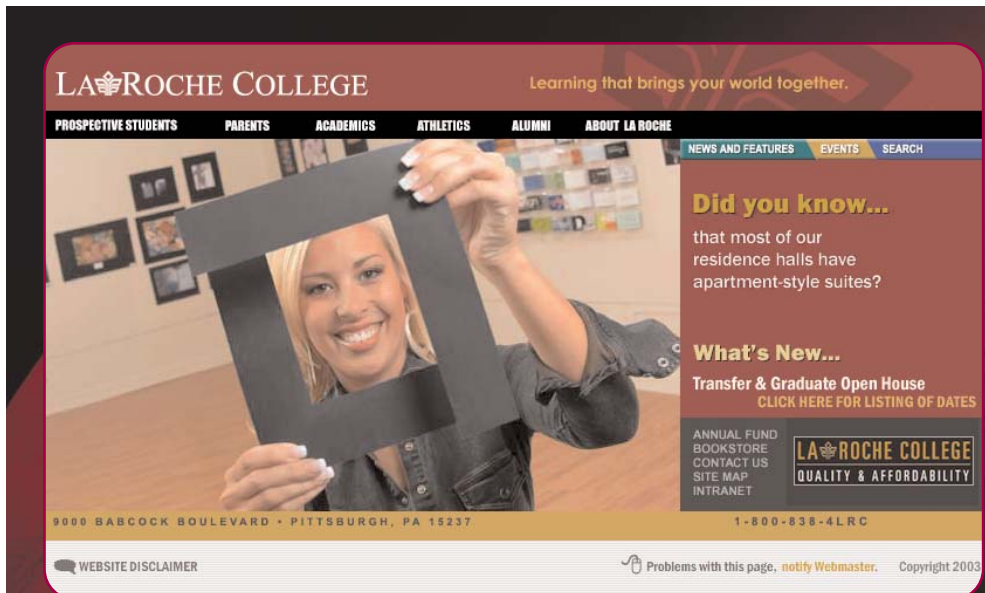 LA ROCHE COLLEGE
Learning that brings your world together.
PROSPECTIVE STUDENTS PARENTS ACADEMICS ATHLETICS ALUMNI ABOUT LA ROCHE
NEWS AND FEATURES EVENTS SEARCH
Did you know...
that most of our
residence halls have
apartment-style suites?
What's New...
Transfer & Graduate Open House
CLICK HERE FOR LISTING OF DATES
ANNUAL FUND
BOOKSTORE
CONTACT US
SITE MAP
INTRANET
LA ROCHE COLLEGE
QUALITY & AFFORDABILITY
9000 BABCOCK BOULEVARD • PITTSBURGH, PA 15237 1-800-838-4LRC
WEBSITE DISCLAIMER Problems with this page, notify Webmaster. Copyright 2003